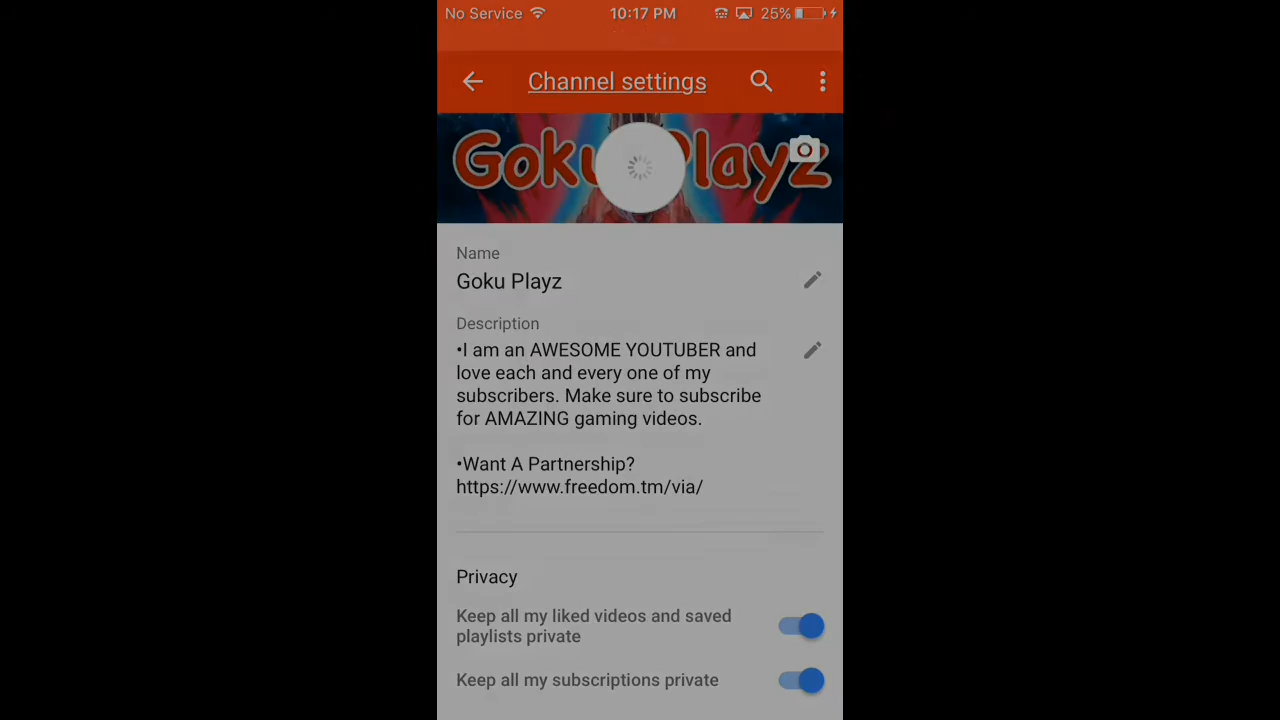 No Service 10:17 PM 25%
Channel settings
Goku Playz
Name
Goku Playz
Description
•I am an AWESOME YOUTUBER and
love each and every one of my
subscribers. Make sure to subscribe
for AMAZING gaming videos.
•Want A Partnership?
https://www.freedom.tm/via/
Privacy
Keep all my liked videos and saved
playlists private
Keep all my subscriptions private